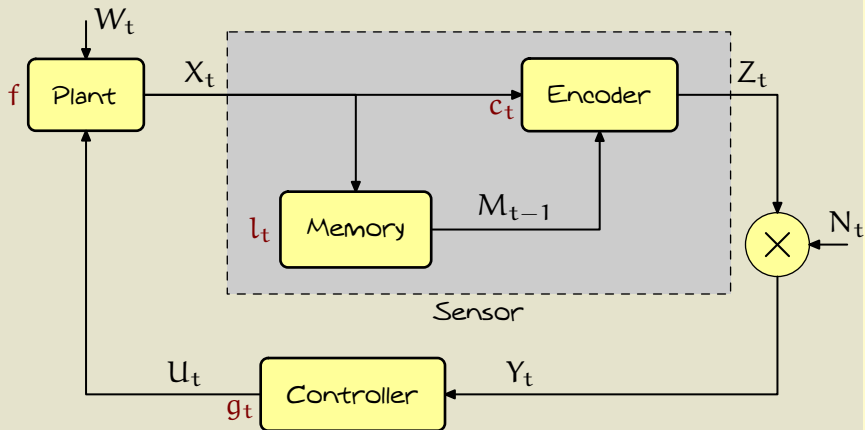 W_t
X_t
Z_t
f
Plant
c_t
Encoder
l_t
Memory
M_{t−1}
N_t
×
Sensor
U_t
Y_t
g_t
Controller